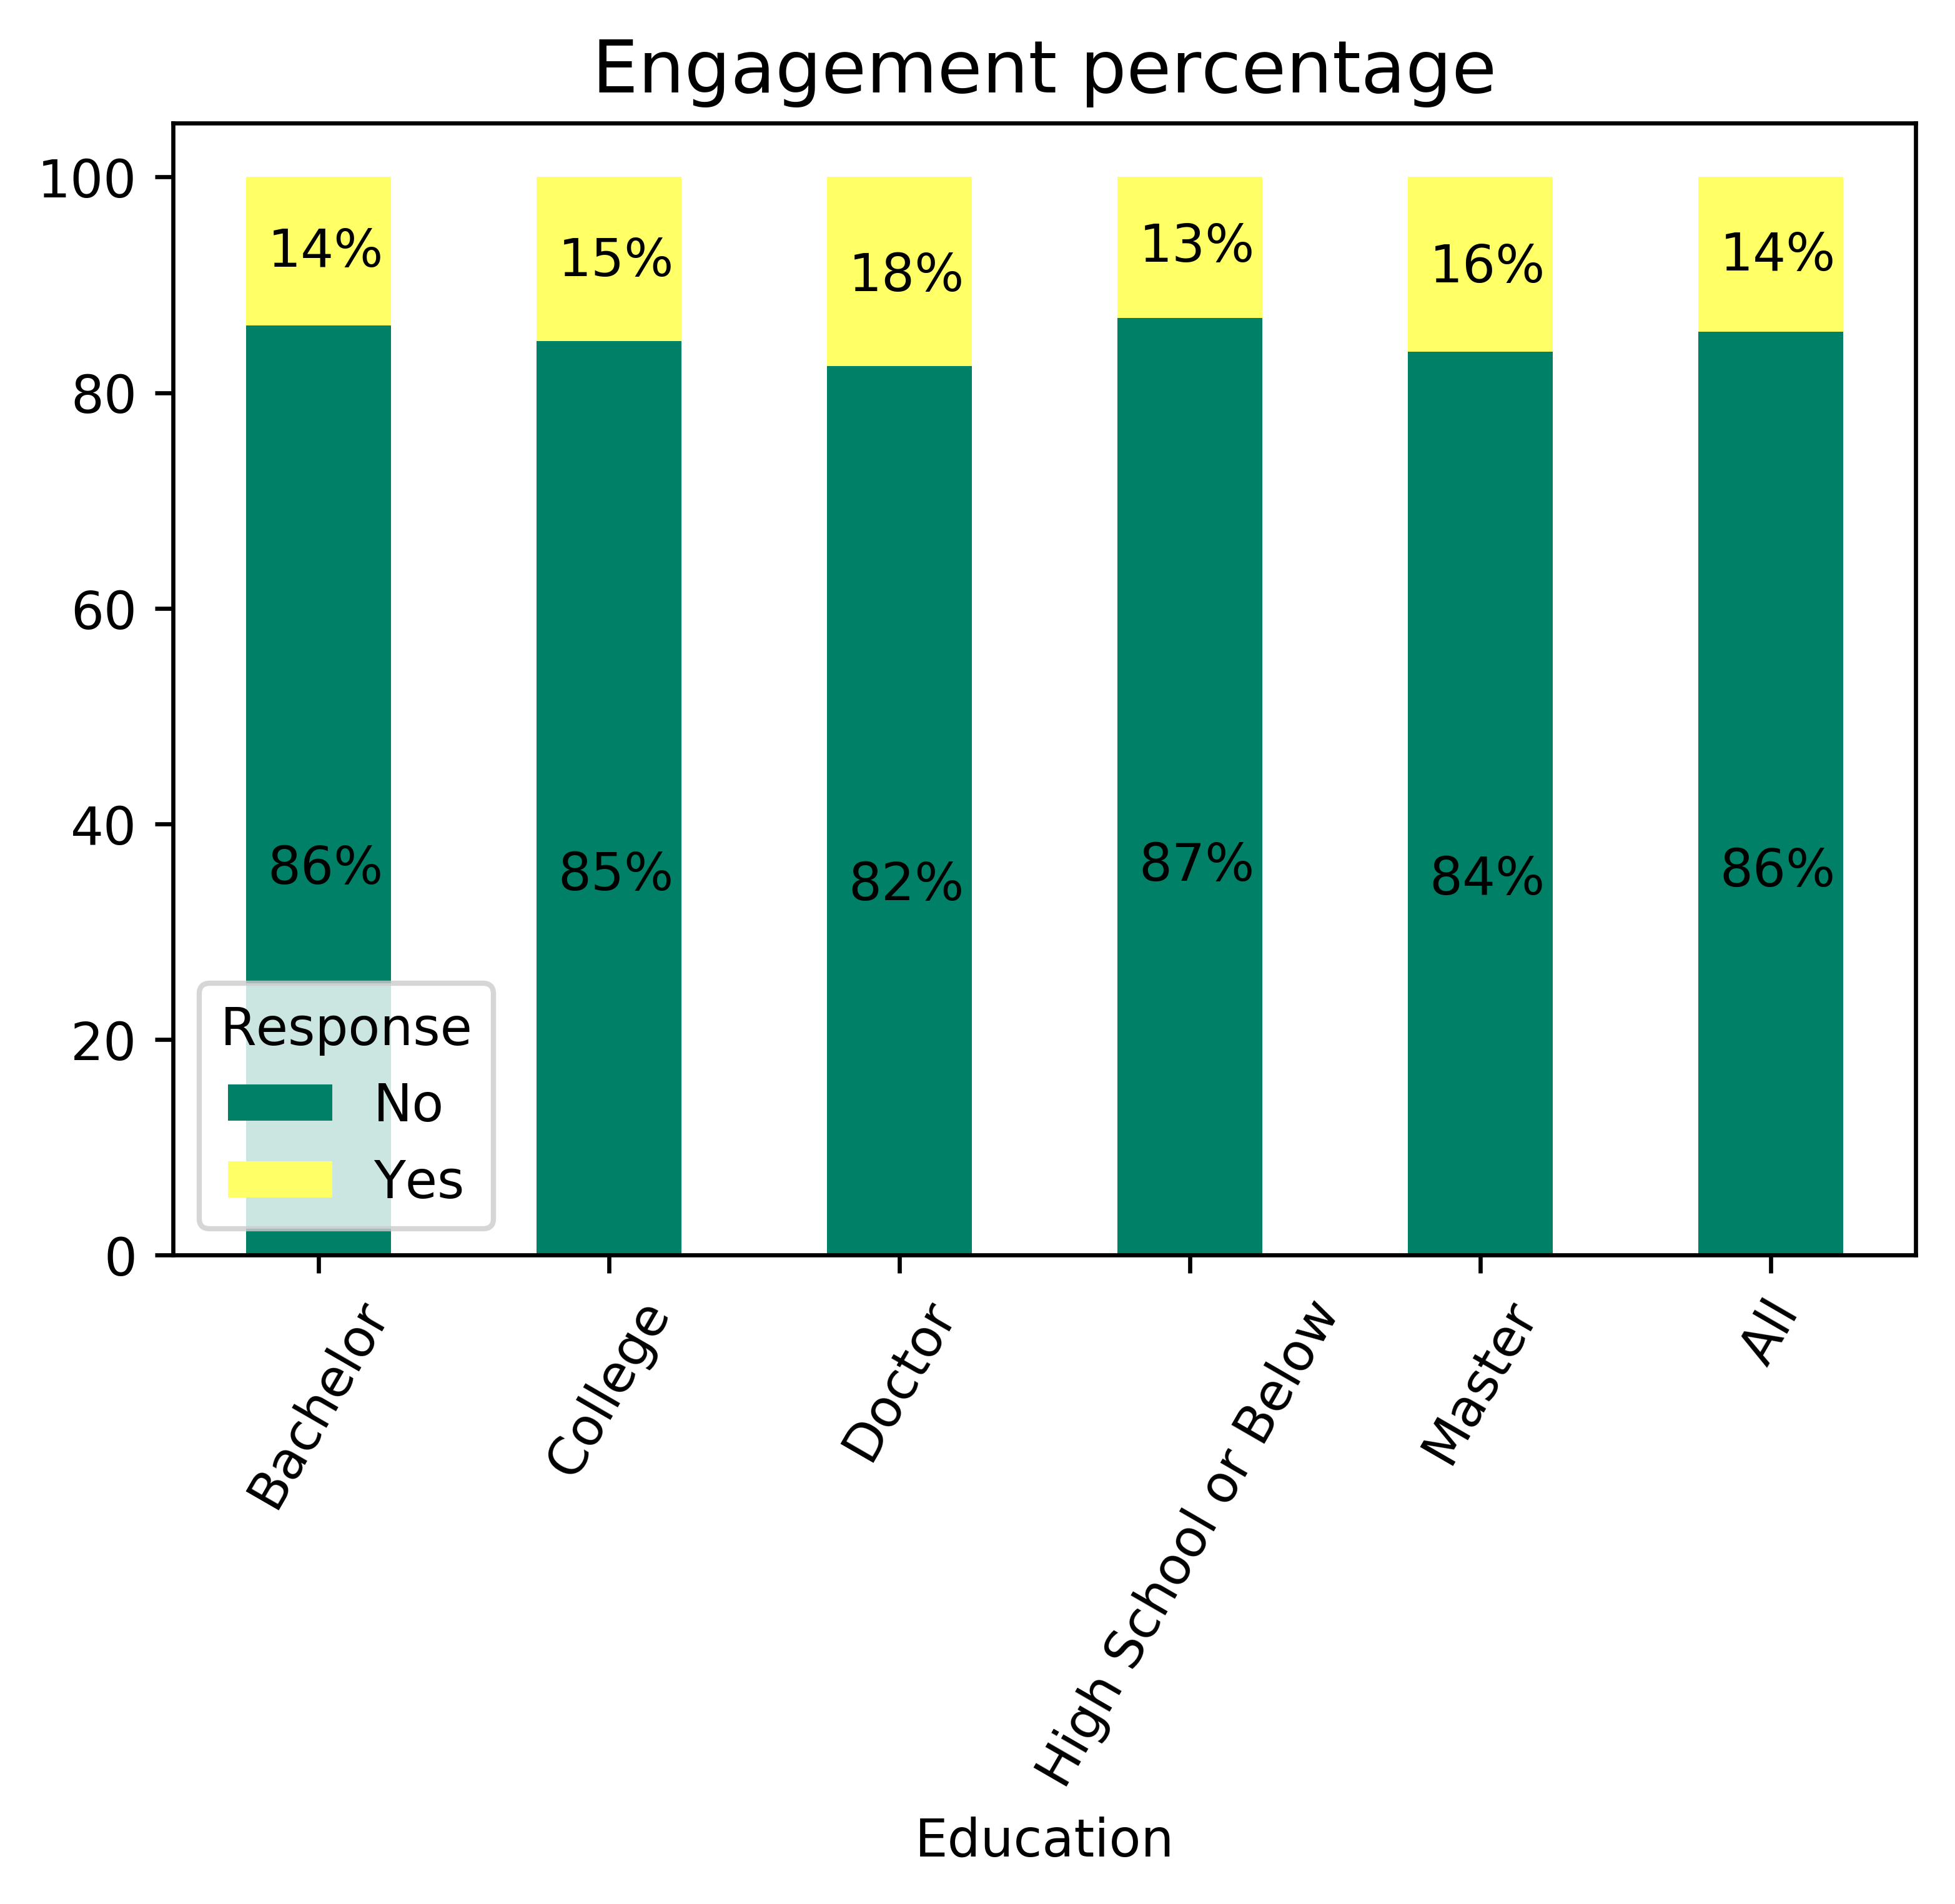 Engagement percentage
100
80
60
40
20
0
14%
15%
18%
13%
16%
14%
86%
85%
82%
87%
84%
86%
Response
No
Yes
Bachelor
College
Doctor
High School or Below
Master
All
Education